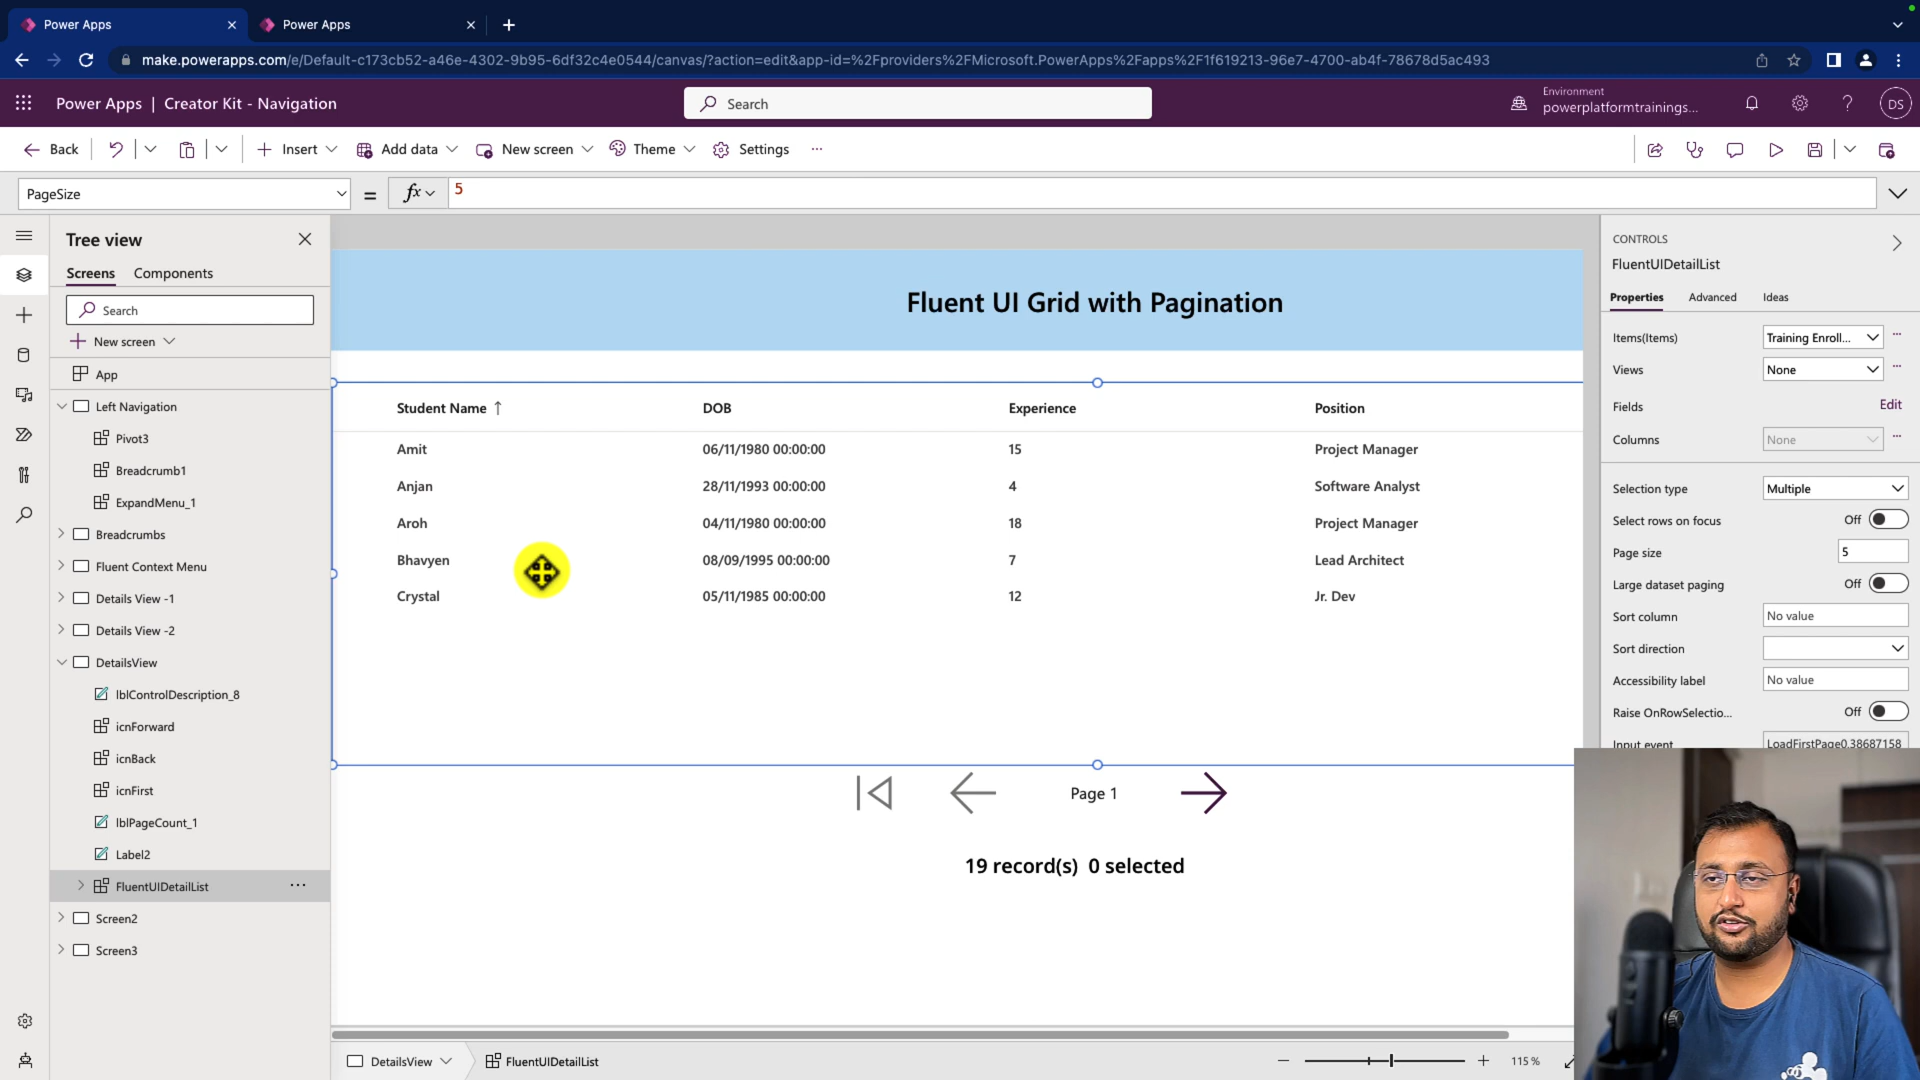 Power Apps
Power Apps
make.powerapps.com/e/Default-c173cb52-a46e-4302-9b95-6df32c4e0544/canvas/?action=edit&app-id=%2Fproviders%2FMicrosoft.PowerApps%2Fapps%2F1f619213-96e7-4700-ab4f-78678d5ac493
Power Apps | Creator Kit - Navigation
Search
Environment
powerplatformtrainings...
DS
Back
Insert
Add data
New screen
Theme
Settings
PageSize
=
fx
5
Tree view
Screens
Components
Search
New screen
App
Left Navigation
Pivot3
Breadcrumb1
ExpandMenu_1
Breadcrumbs
Fluent Context Menu
Details View -1
Details View -2
DetailsView
lblControlDescription_8
icnForward
icnBack
icnFirst
lblPageCount_1
Label2
FluentUIDetailList
Screen2
Screen3
Fluent UI Grid with Pagination
Student Name ↑ DOB Experience Position
Amit 06/11/1980 00:00:00 15 Project Manager
Anjan 28/11/1993 00:00:00 4 Software Analyst
Aroh 04/11/1980 00:00:00 18 Project Manager
Bhavyen 08/09/1995 00:00:00 7 Lead Architect
Crystal 05/11/1985 00:00:00 12 Jr. Dev
Page 1
19 record(s) 0 selected
DetailsView
FluentUIDetailList
115 %
CONTROLS
FluentUIDetailList
Properties
Advanced
Ideas
Items(Items) Training Enroll...
Views None
Fields Edit
Columns None
Selection type Multiple
Select rows on focus Off
Page size 5
Large dataset paging Off
Sort column No value
Sort direction
Accessibility label No value
Raise OnRowSelectio... Off
Input event LoadFirstPage0.38687158